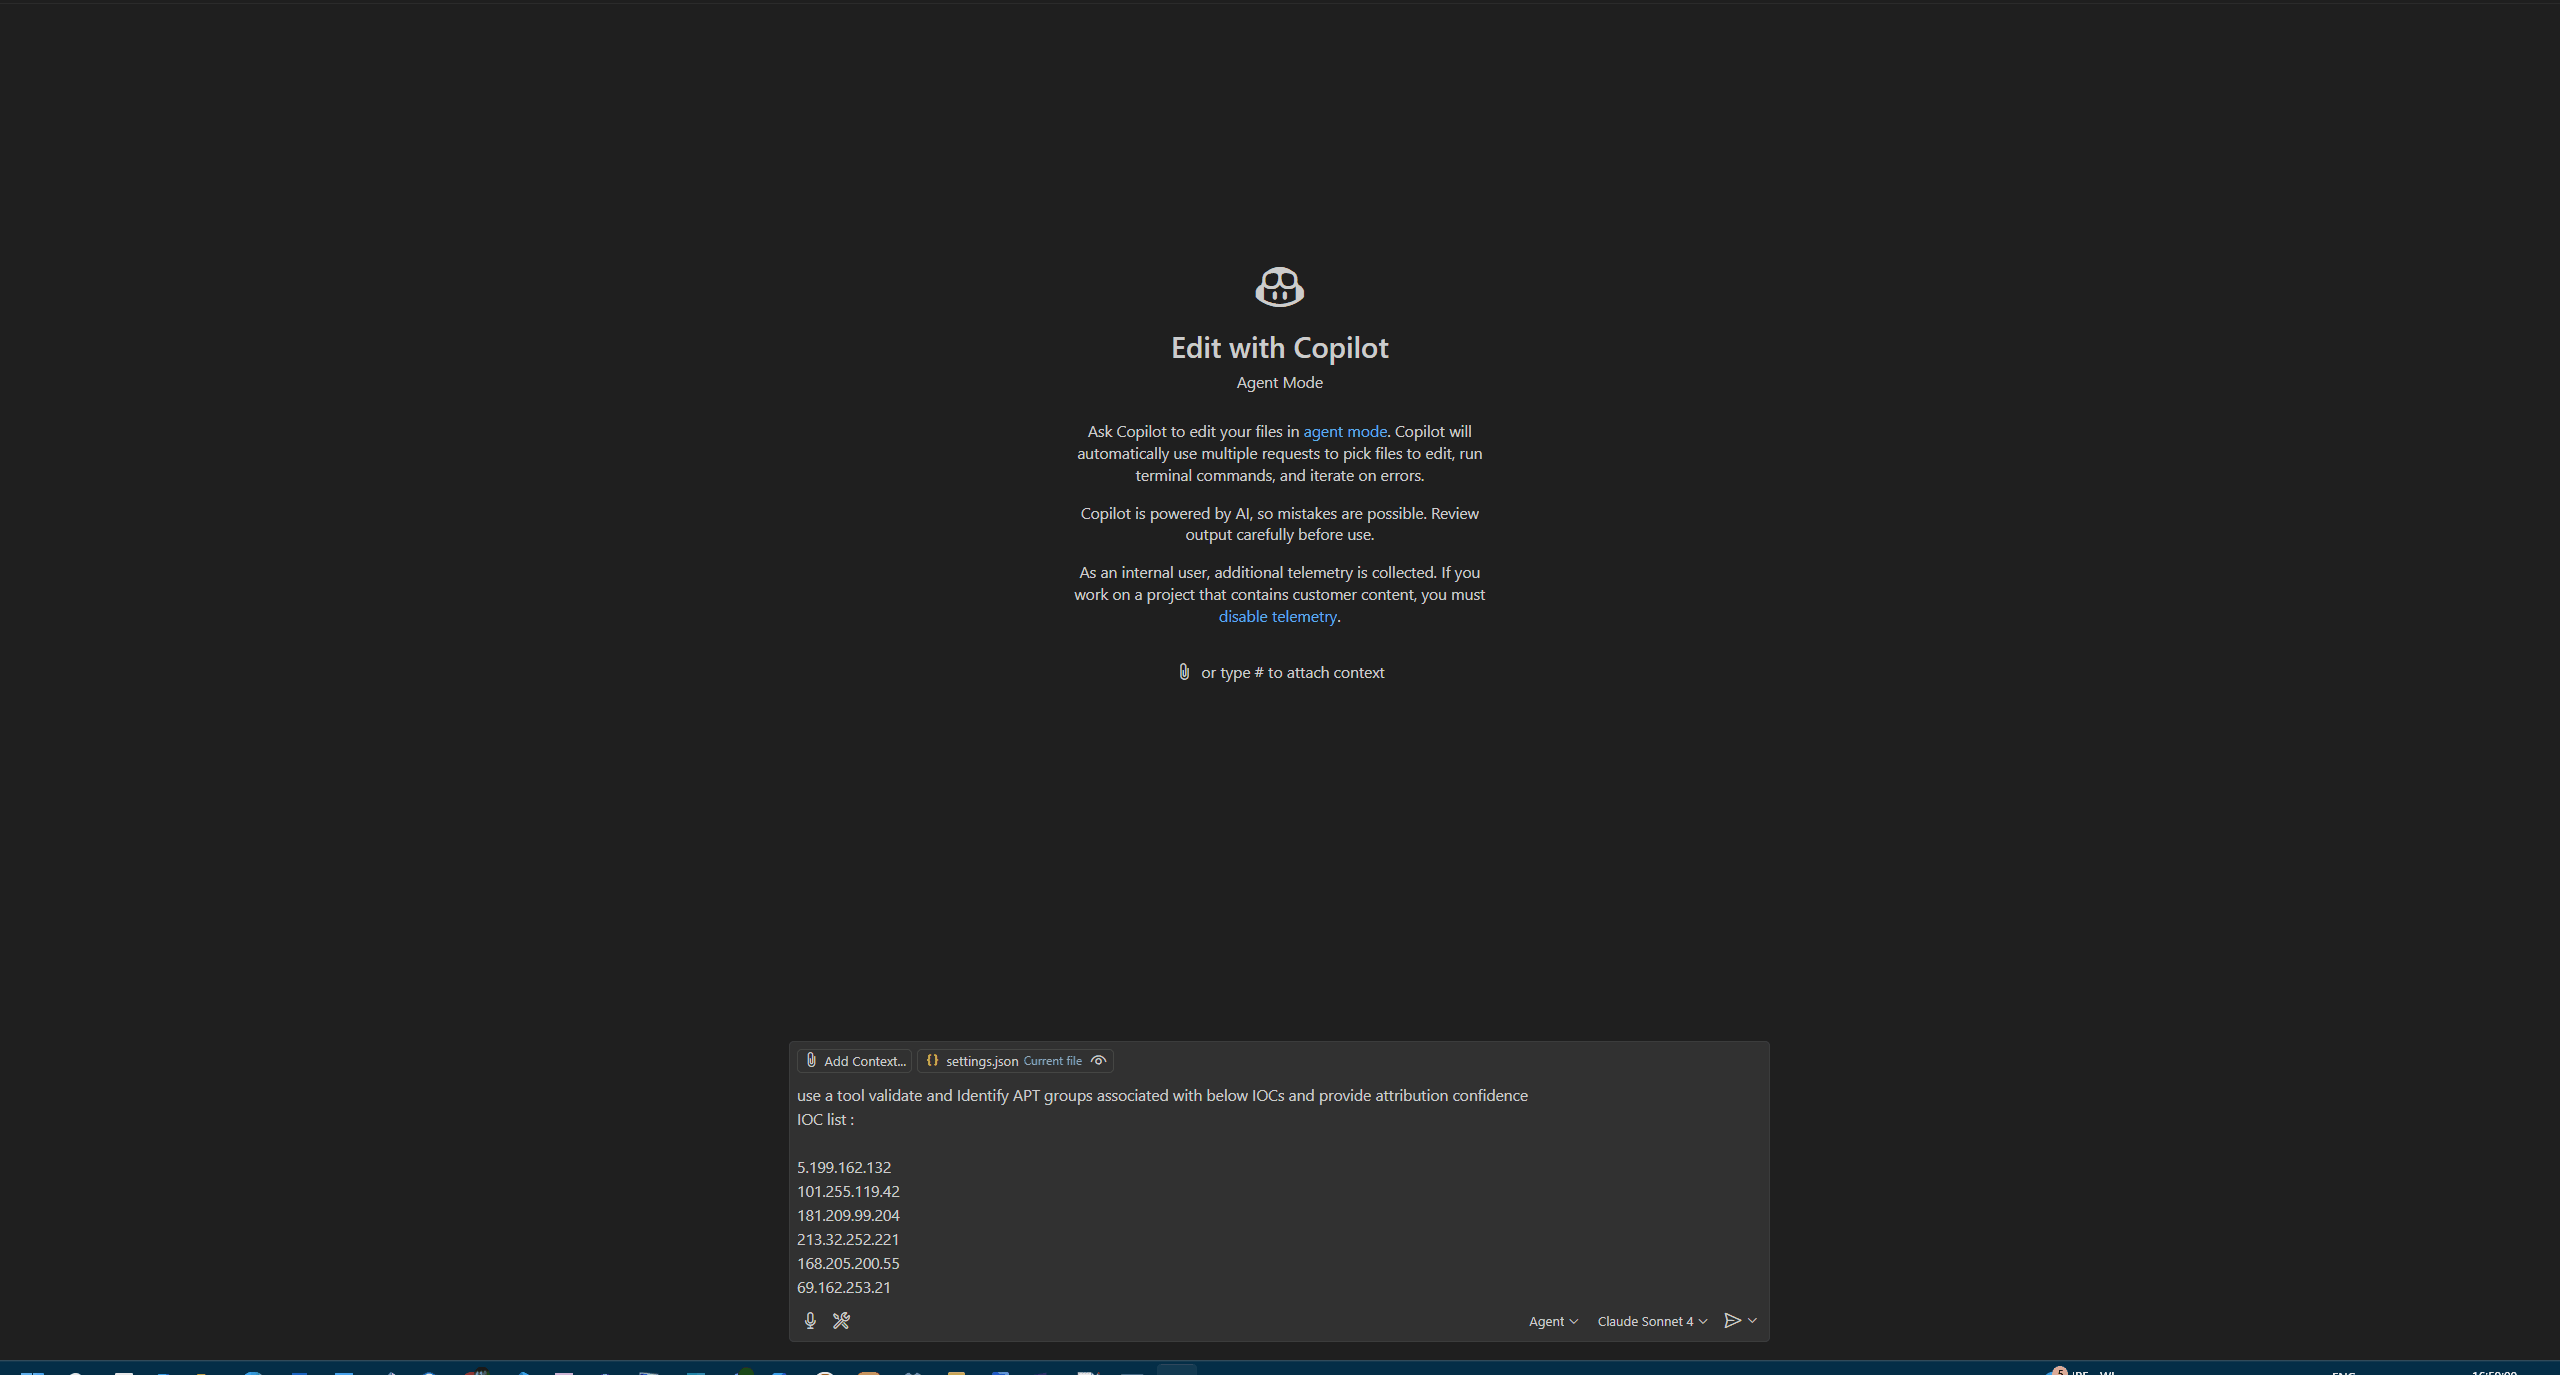 Edit with Copilot
Agent Mode
Ask Copilot to edit your files in agent mode. Copilot will
automatically use multiple requests to pick files to edit, run
terminal commands, and iterate on errors.
Copilot is powered by AI, so mistakes are possible. Review
output carefully before use.
As an internal user, additional telemetry is collected. If you
work on a project that contains customer content, you must
disable telemetry.
or type # to attach context
Add Context... settings.json Current file
use a tool validate and Identify APT groups associated with below IOCs and provide attribution confidence
IOC list :
5.199.162.132
101.255.119.42
181.209.99.204
213.32.252.221
168.205.200.55
69.162.253.21
Agent Claude Sonnet 4